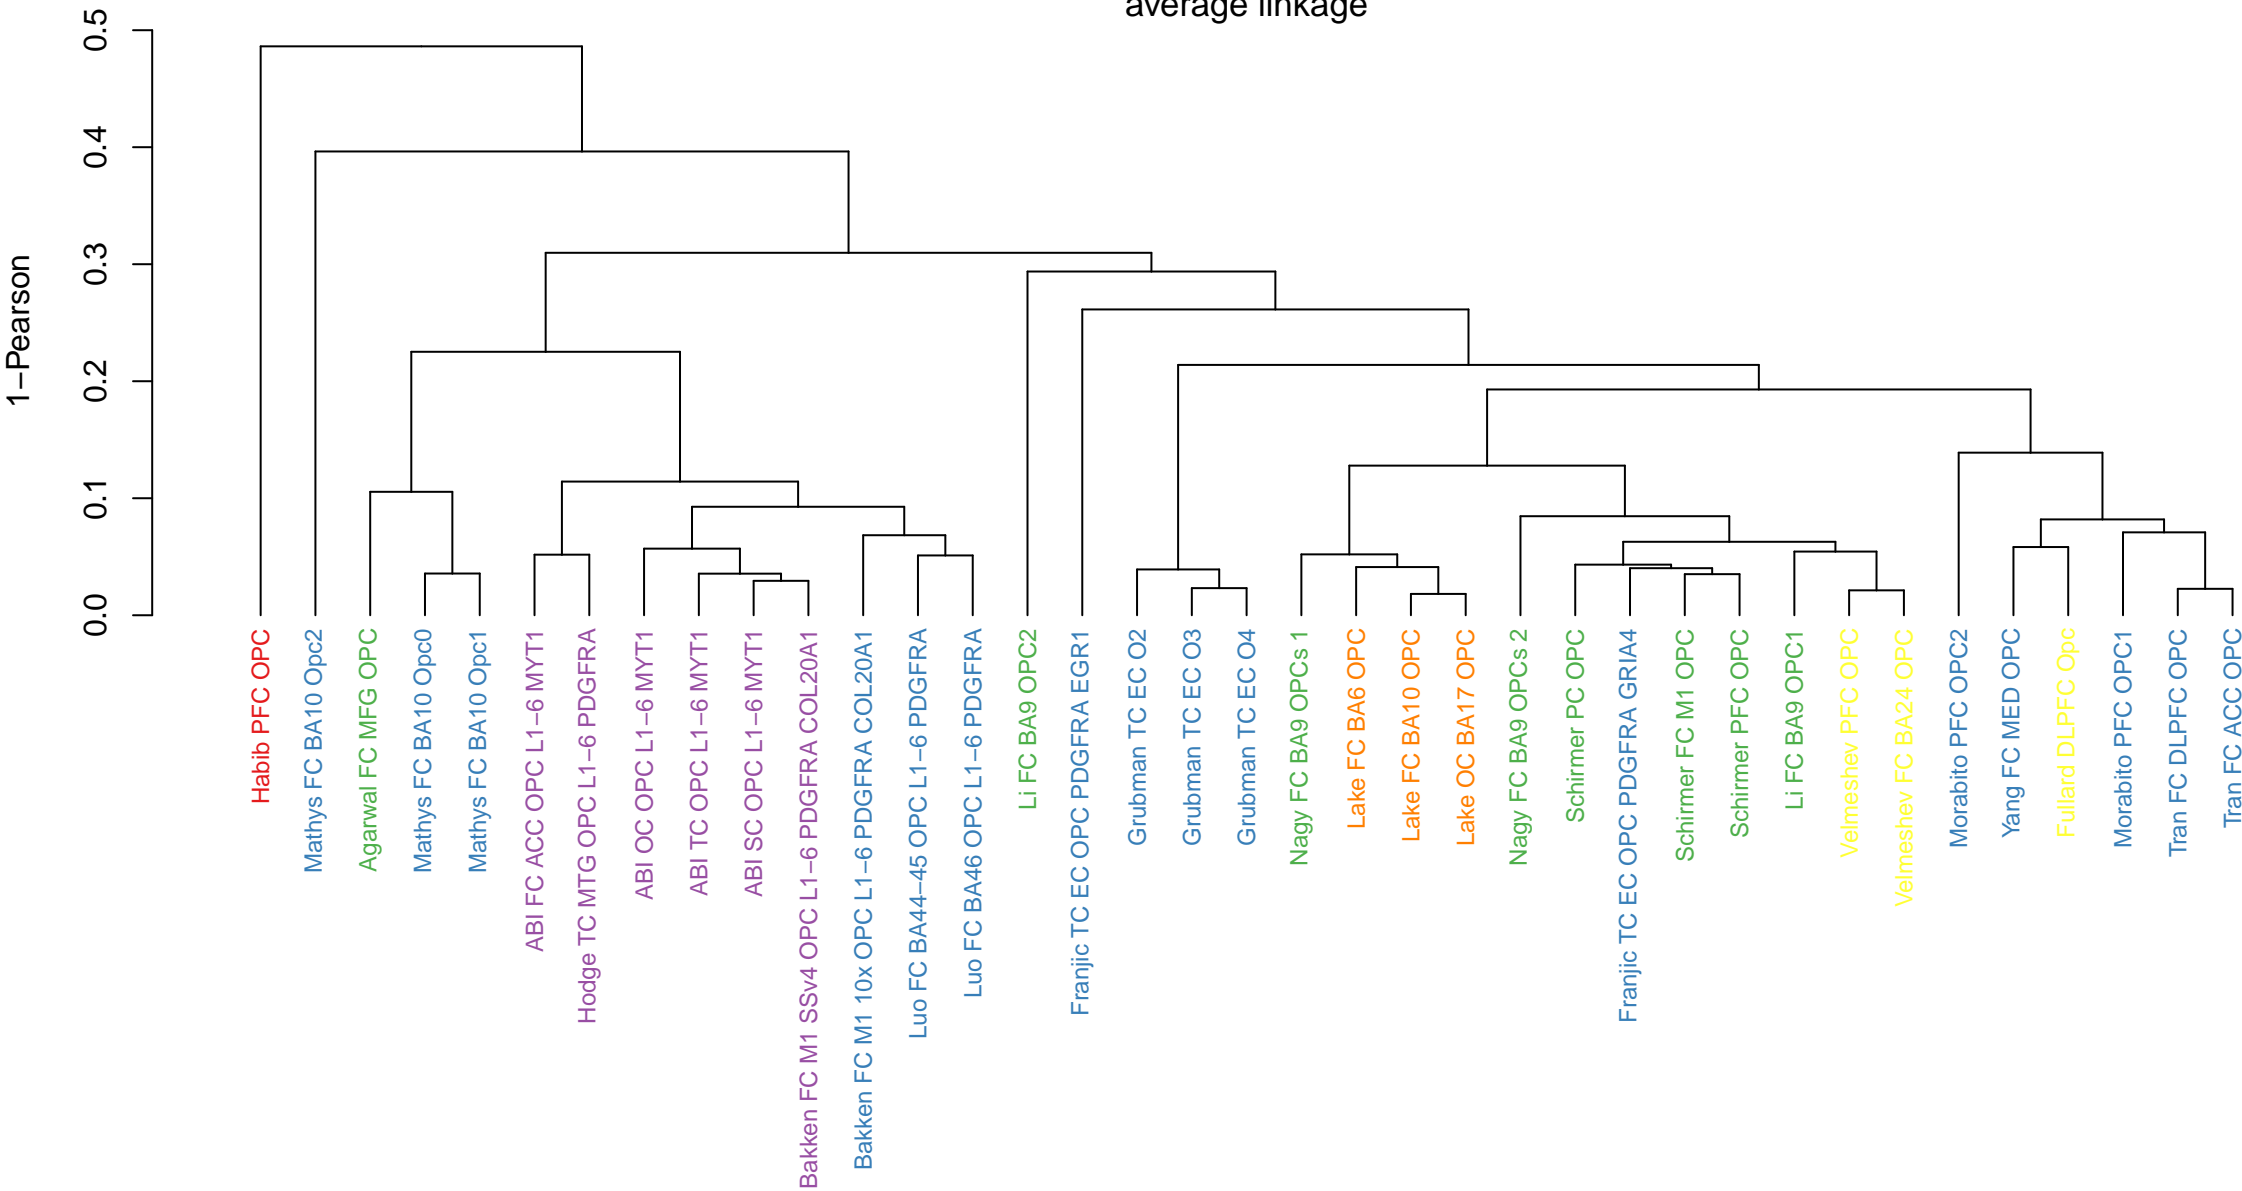 average linkage
1−Pearson
0.5
0.4
0.3
0.2
0.1
0.0
Habib PFC OPC
Mathys FC BA10 Opc2
Agarwal FC MFG OPC
Mathys FC BA10 Opc0
Mathys FC BA10 Opc1
ABI FC ACC OPC L1−6 MYT1
Hodge TC MTG OPC L1−6 PDGFRA
ABI OC OPC L1−6 MYT1
ABI TC OPC L1−6 MYT1
ABI SC OPC L1−6 MYT1
Bakken FC M1 SSv4 OPC L1−6 PDGFRA COL20A1
Bakken FC M1 10x OPC L1−6 PDGFRA COL20A1
Luo FC BA44−45 OPC L1−6 PDGFRA
Luo FC BA46 OPC L1−6 PDGFRA
Li FC BA9 OPC2
Franjic TC EC OPC PDGFRA EGR1
Grubman TC EC O2
Grubman TC EC O3
Grubman TC EC O4
Nagy FC BA9 OPCs 1
Lake FC BA6 OPC
Lake FC BA10 OPC
Lake OC BA17 OPC
Nagy FC BA9 OPCs 2
Schirmer PC OPC
Franjic TC EC OPC PDGFRA GRIA4
Schirmer FC M1 OPC
Schirmer PFC OPC
Li FC BA9 OPC1
Velmeshev PFC OPC
Velmeshev FC BA24 OPC
Morabito PFC OPC2
Yang FC MED OPC
Fullard DLPFC Opc
Morabito PFC OPC1
Tran FC DLPFC OPC
Tran FC ACC OPC